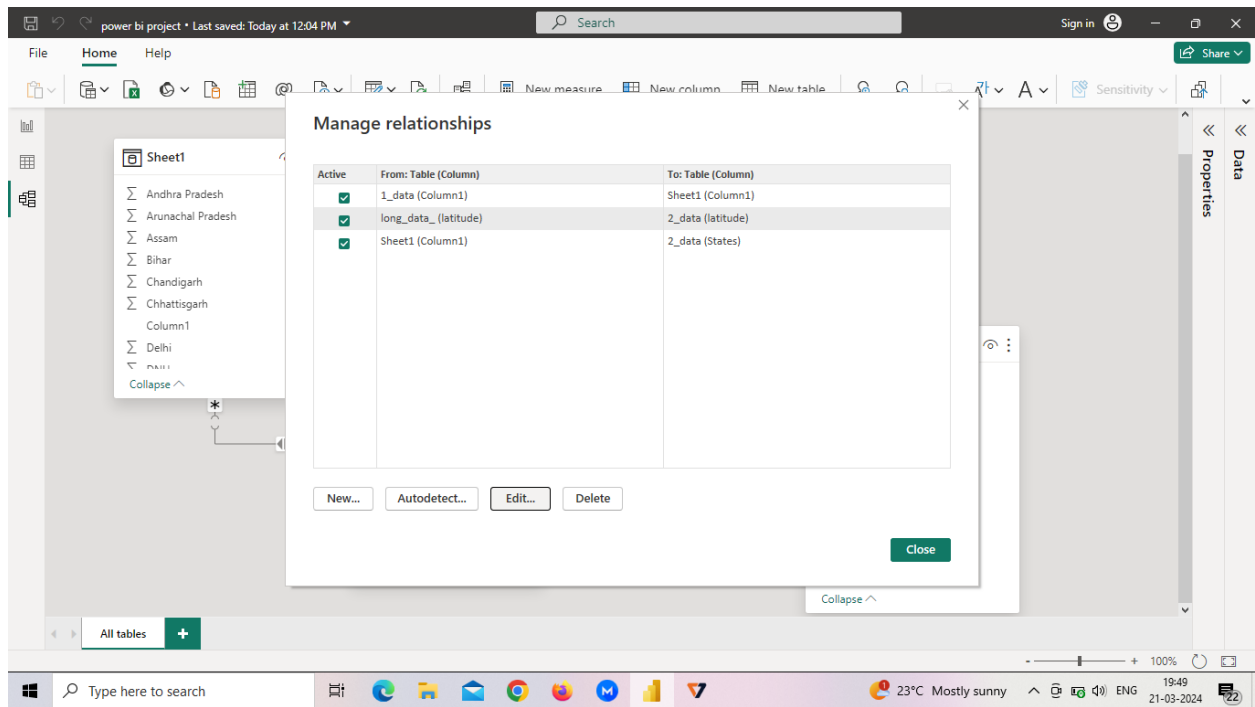 power bi project • Last saved: Today at 12:04 PM
Search
Sign in
File Home Help
Share
New measure New column New table
Sensitivity
Manage relationships
Sheet1
Andhra Pradesh
Arunachal Pradesh
Assam
Bihar
Chandigarh
Chhattisgarh
Column1
Delhi
Collapse
Active From: Table (Column) To: Table (Column)
1_data (Column1) Sheet1 (Column1)
long_data_ (latitude) 2_data (latitude)
Sheet1 (Column1) 2_data (States)
New... Autodetect... Edit... Delete
Close
Collapse
Properties
Data
All tables
- + 100%
Type here to search
1
23°C Mostly sunny
ENG
19:49
21-03-2024
22